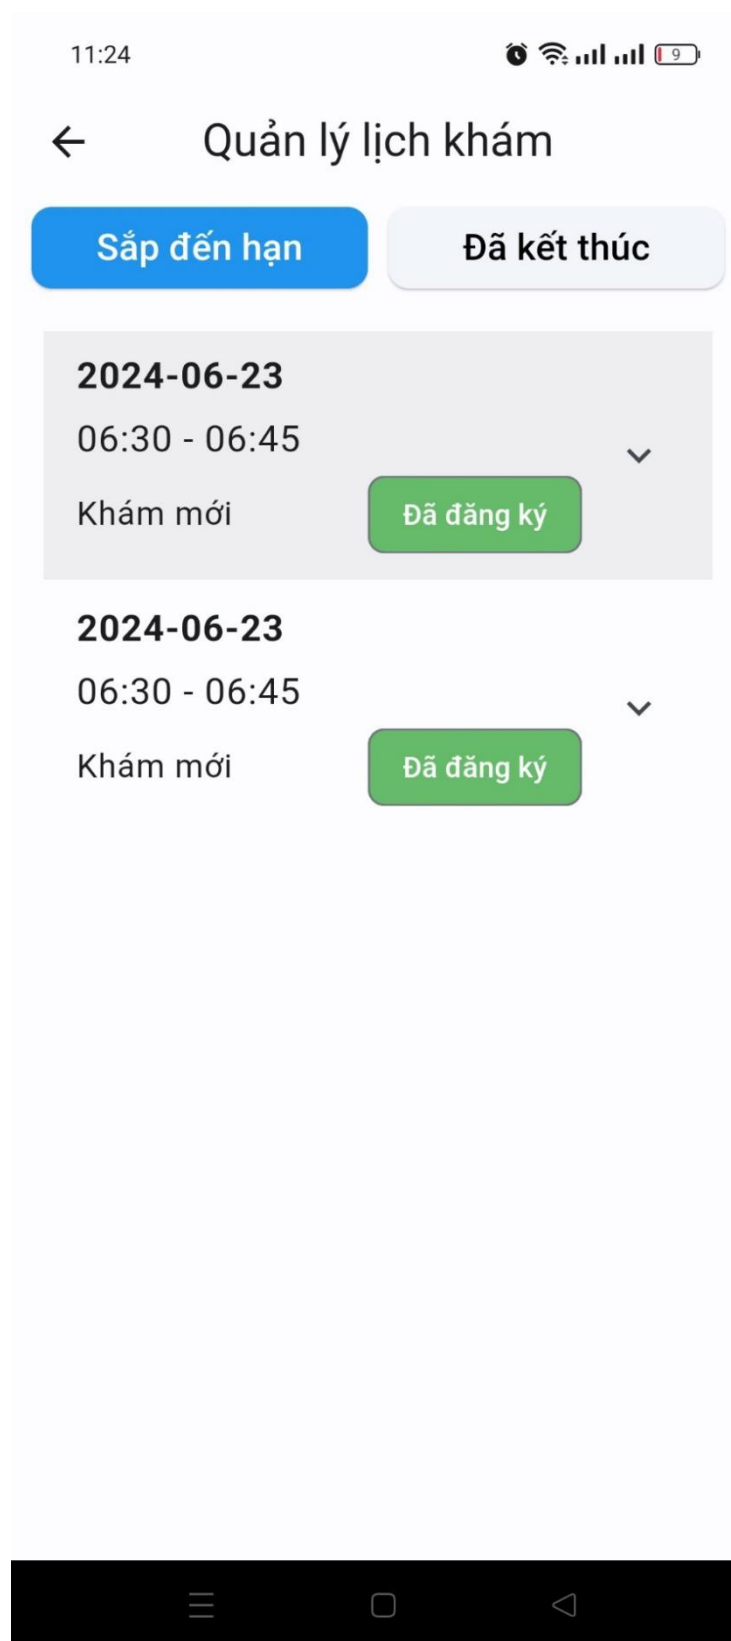 11:24 9
Quản lý lịch khám
Sắp đến hạn Đã kết thúc
2024-06-23
06:30 - 06:45
Khám mới Đã đăng ký
2024-06-23
06:30 - 06:45
Khám mới Đã đăng ký